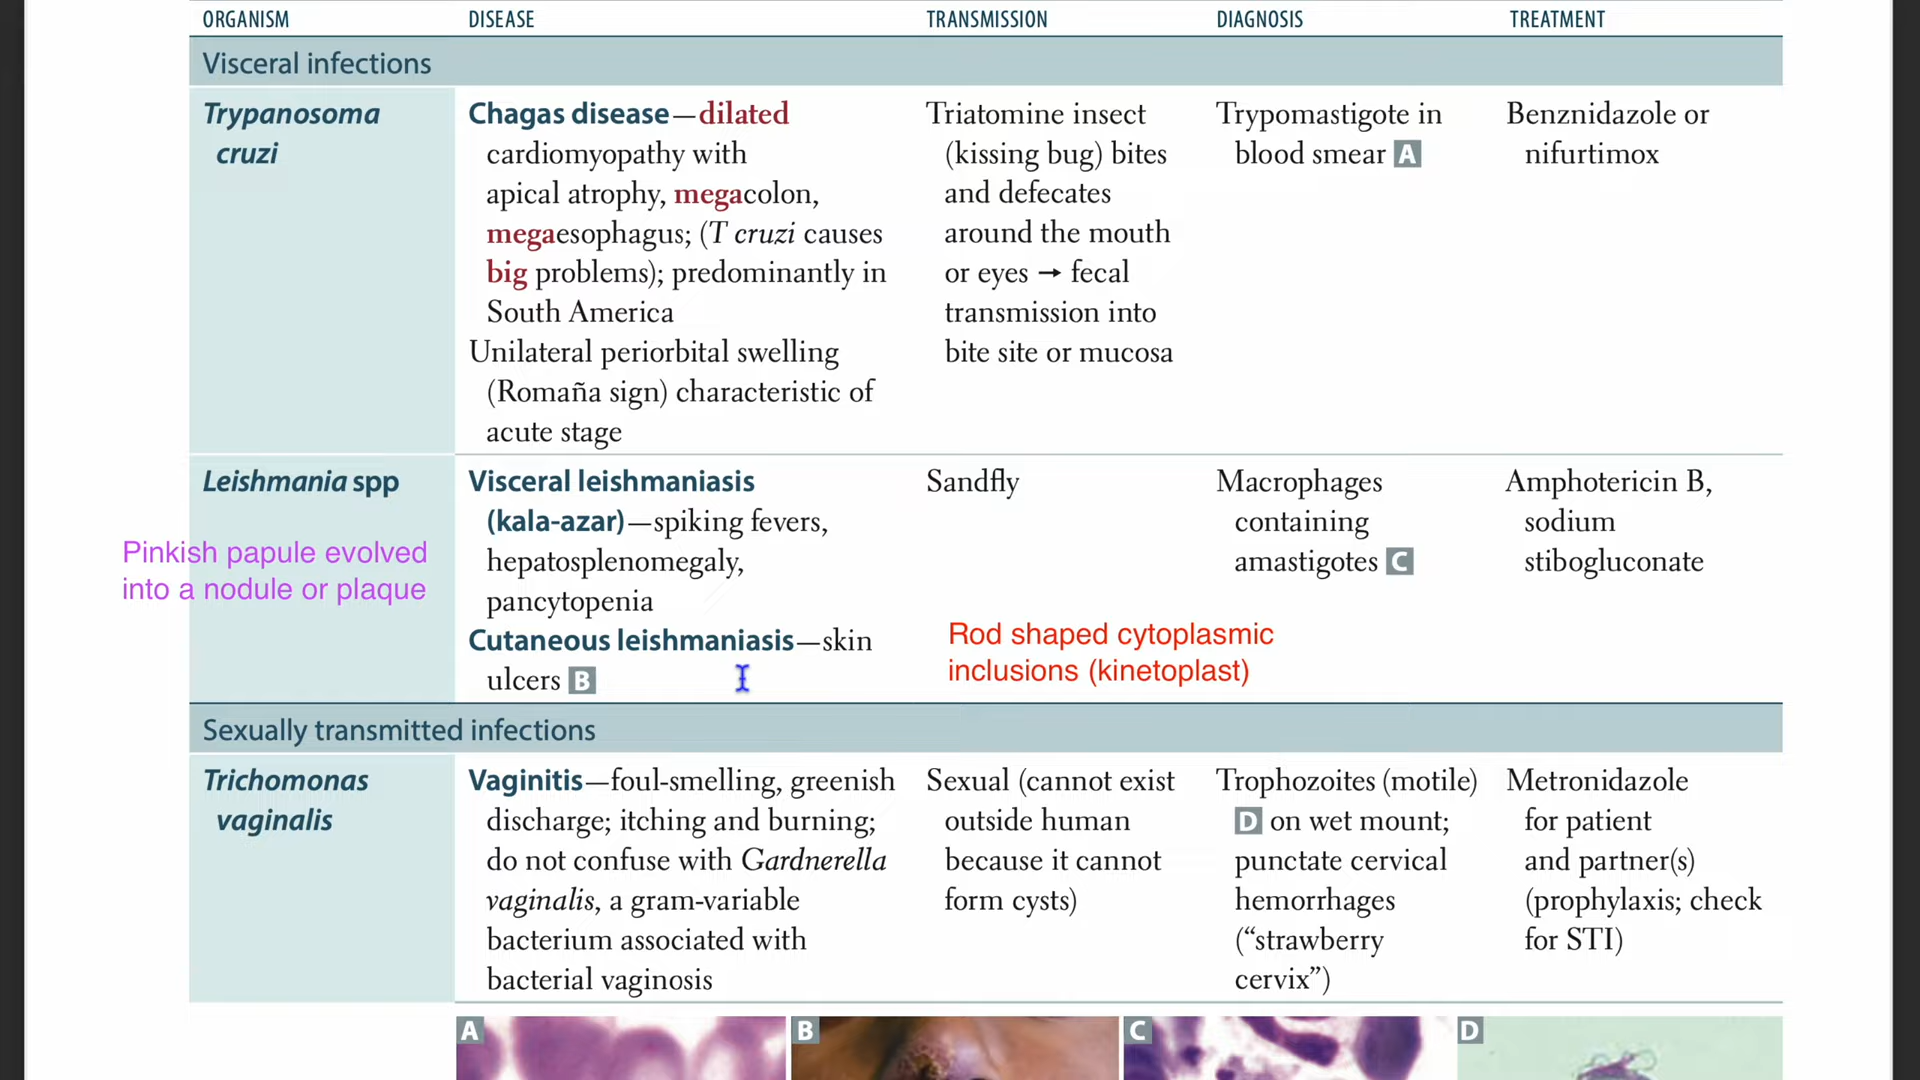 ORGANISM DISEASE TRANSMISSION DIAGNOSIS TREATMENT
Visceral infections
Trypanosoma
cruzi
Chagas disease—dilated
cardiomyopathy with
apical atrophy, megacolon,
megaesophagus; (T cruzi causes
big problems); predominantly in
South America
Unilateral periorbital swelling
(Romaña sign) characteristic of
acute stage
Triatomine insect
(kissing bug) bites
and defecates
around the mouth
or eyes → fecal
transmission into
bite site or mucosa
Trypomastigote in
blood smear A
Benznidazole or
nifurtimox
Leishmania spp
Pinkish papule evolved
into a nodule or plaque
Visceral leishmaniasis
(kala-azar)—spiking fevers,
hepatosplenomegaly,
pancytopenia
Cutaneous leishmaniasis—skin
ulcers B
Sandfly
Rod shaped cytoplasmic
inclusions (kinetoplast)
Macrophages
containing
amastigotes C
Amphotericin B,
sodium
stibogluconate
Sexually transmitted infections
Trichomonas
vaginalis
Vaginitis—foul-smelling, greenish
discharge; itching and burning;
do not confuse with Gardnerella
vaginalis, a gram-variable
bacterium associated with
bacterial vaginosis
Sexual (cannot exist
outside human
because it cannot
form cysts)
Trophozoites (motile)
D on wet mount;
punctate cervical
hemorrhages
(“strawberry
cervix”)
Metronidazole
for patient
and partner(s)
(prophylaxis; check
for STI)
A B C D